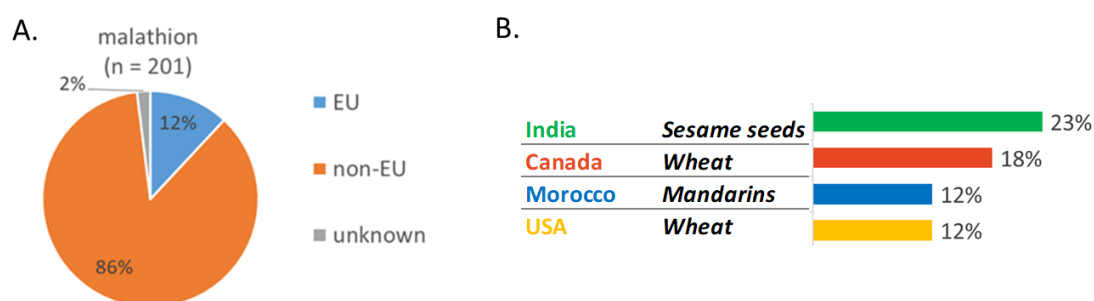 A.
malathion
(n = 201)
2%
12%
86%
EU
non-EU
unknown
B.
India Sesame seeds 23%
Canada Wheat 18%
Morocco Mandarins 12%
USA Wheat 12%